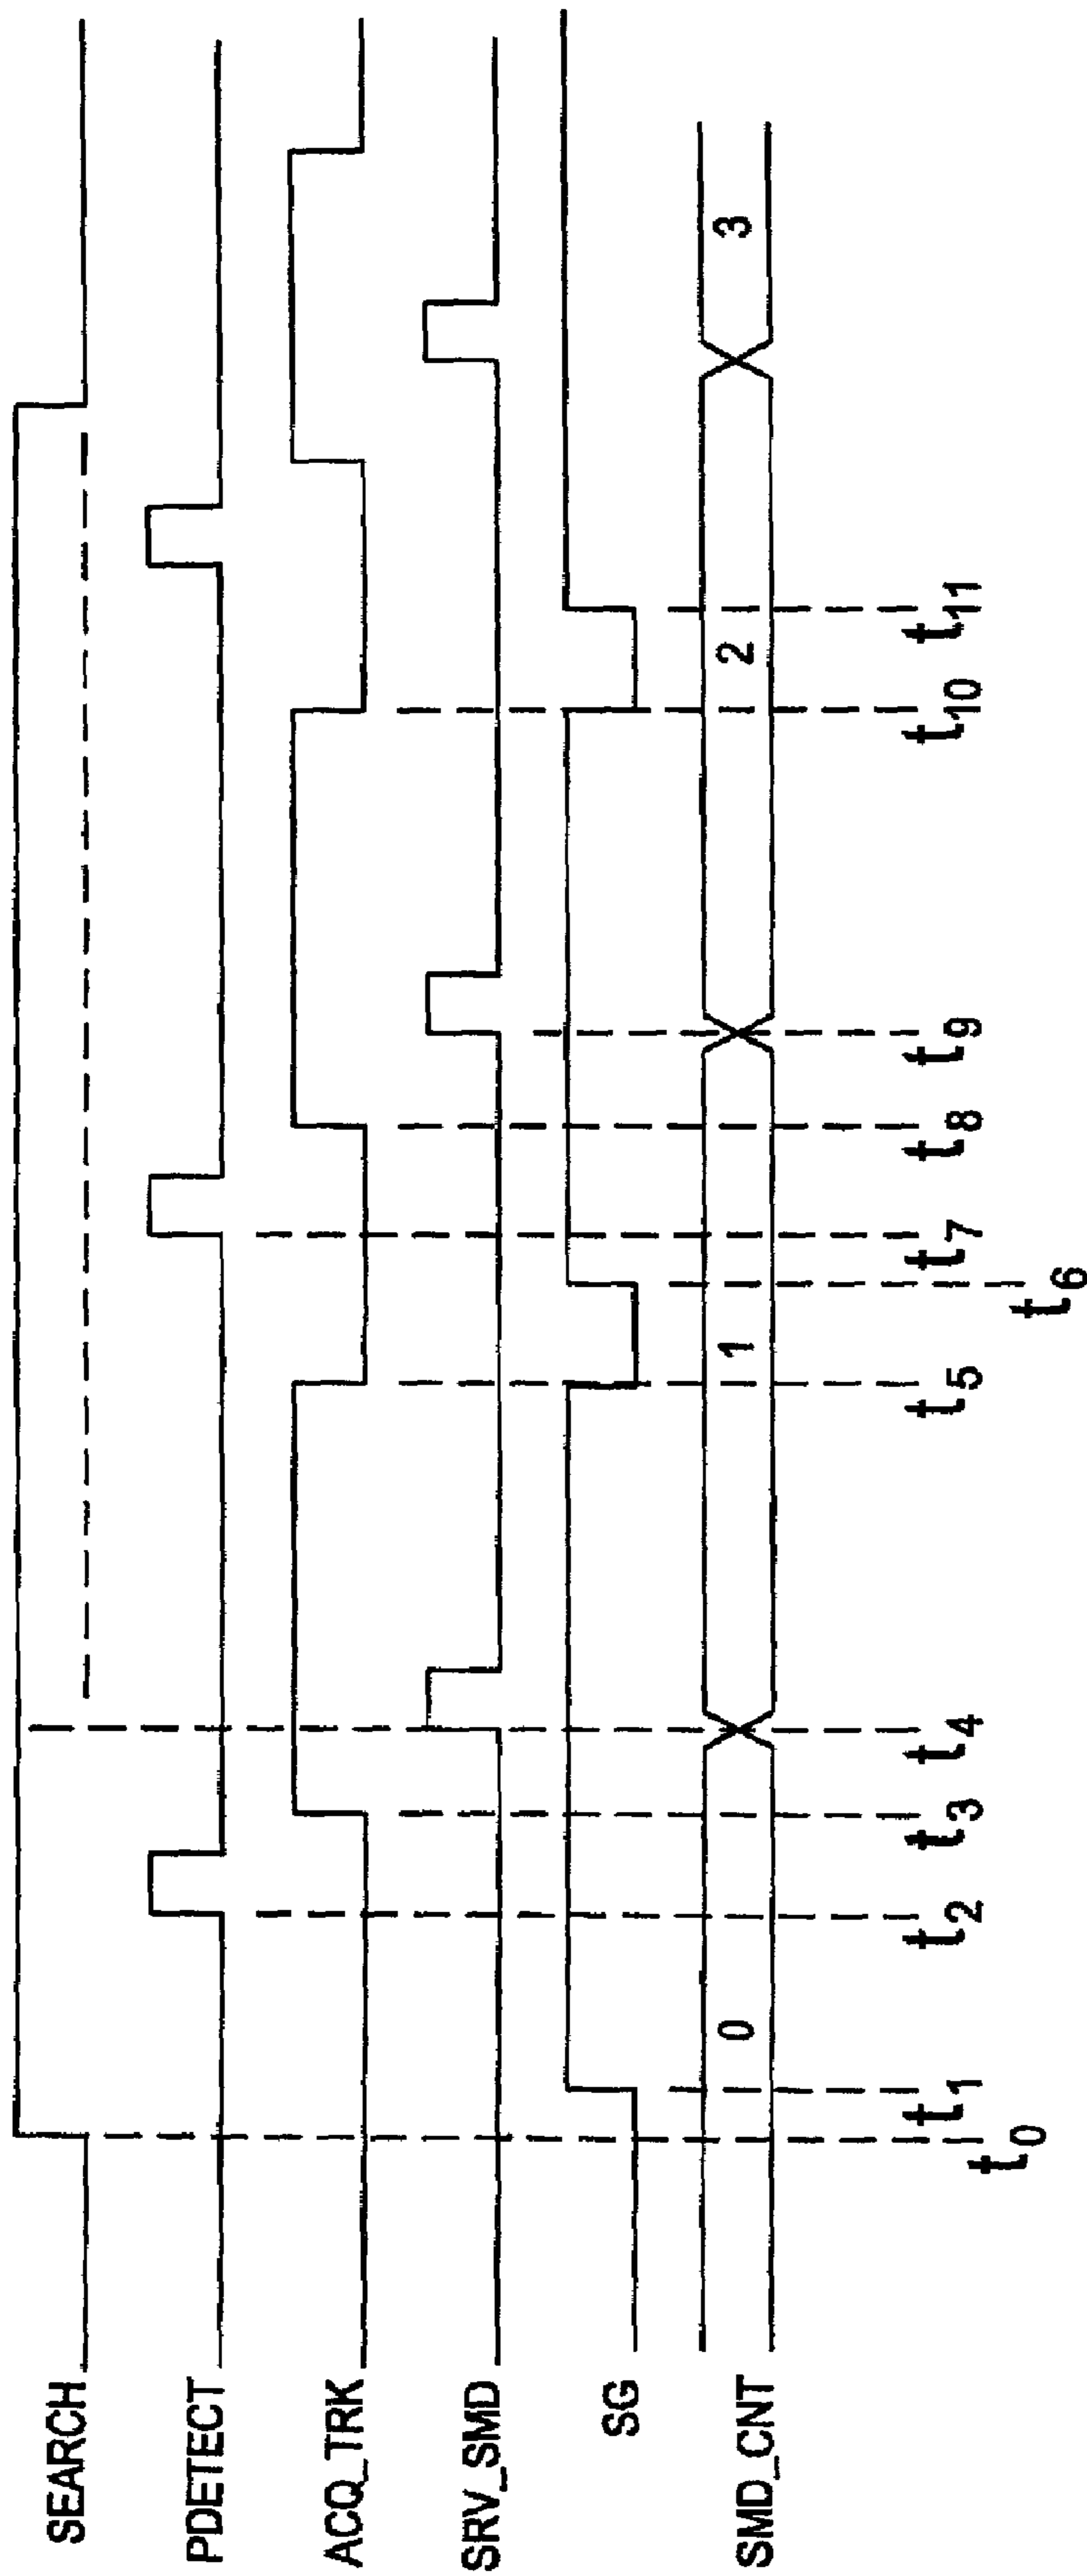 SEARCH
PDETECT
ACQ_TRK
SRV_SMD
SG
SMD_CNT
0 1 2 3
t0 t1 t2 t3 t4 t5 t6 t7 t8 t9 t10 t11